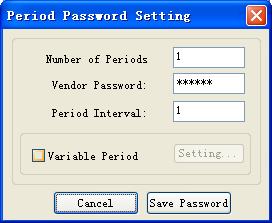 Period Password Setting
Number of Periods 1
Vendor Password: ******
Period Interval: 1
Variable Period Setting...
Cancel Save Password